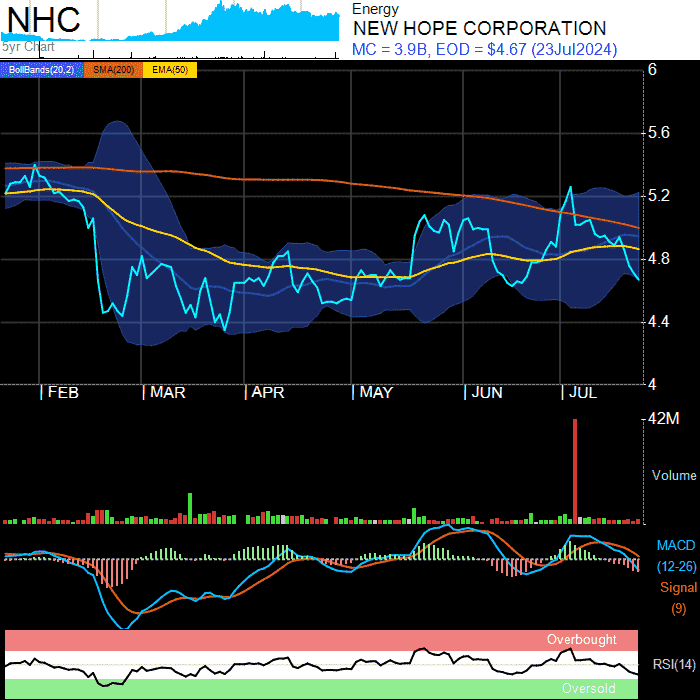 NHC
5yr Chart
Energy
NEW HOPE CORPORATION
MC = 3.9B, EOD = $4.67 (23Jul2024)
BollBands(20,2) SMA(200) EMA(50)
6
5.6
5.2
4.8
4.4
4
| FEB | MAR | APR | MAY | JUN | JUL
42M
Volume
MACD
(12-26)
Signal
(9)
Overbought
RSI(14)
Oversold